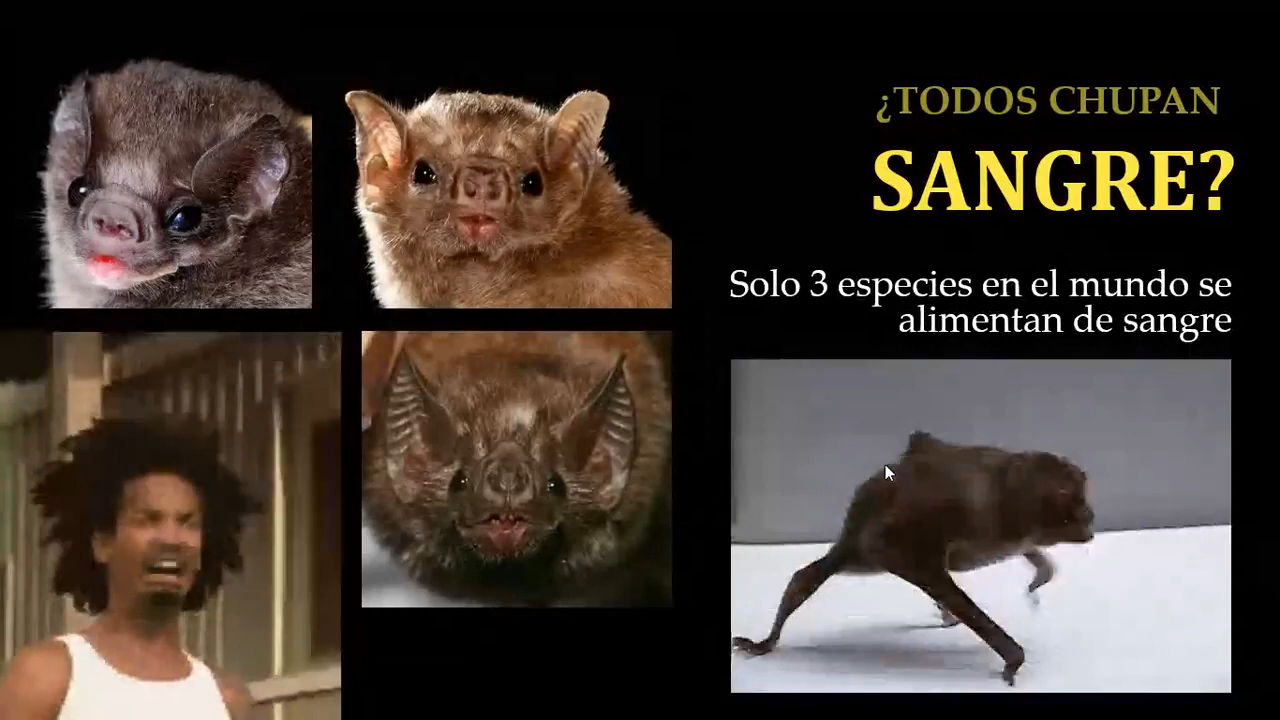 ¿TODOS CHUPAN
SANGRE?
Solo 3 especies en el mundo se
alimentan de sangre